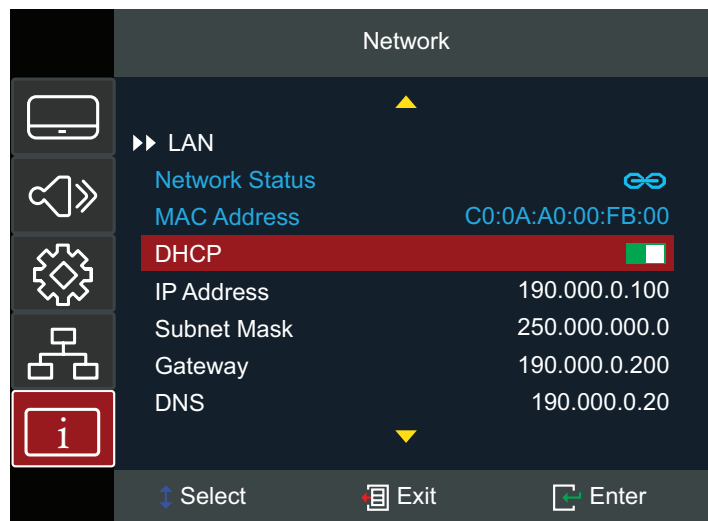 Network
LAN
Network Status
MAC Address C0:0A:A0:00:FB:00
DHCP
IP Address 190.000.0.100
Subnet Mask 250.000.000.0
Gateway 190.000.0.200
DNS 190.000.0.20
i
Select Exit Enter